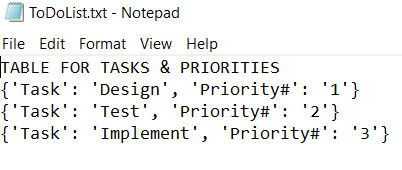 ToDoList.txt - Notepad
File Edit Format View Help
TABLE FOR TASKS & PRIORITIES
{'Task': 'Design', 'Priority#': '1'}
{'Task': 'Test', 'Priority#': '2'}
{'Task': 'Implement', 'Priority#': '3'}